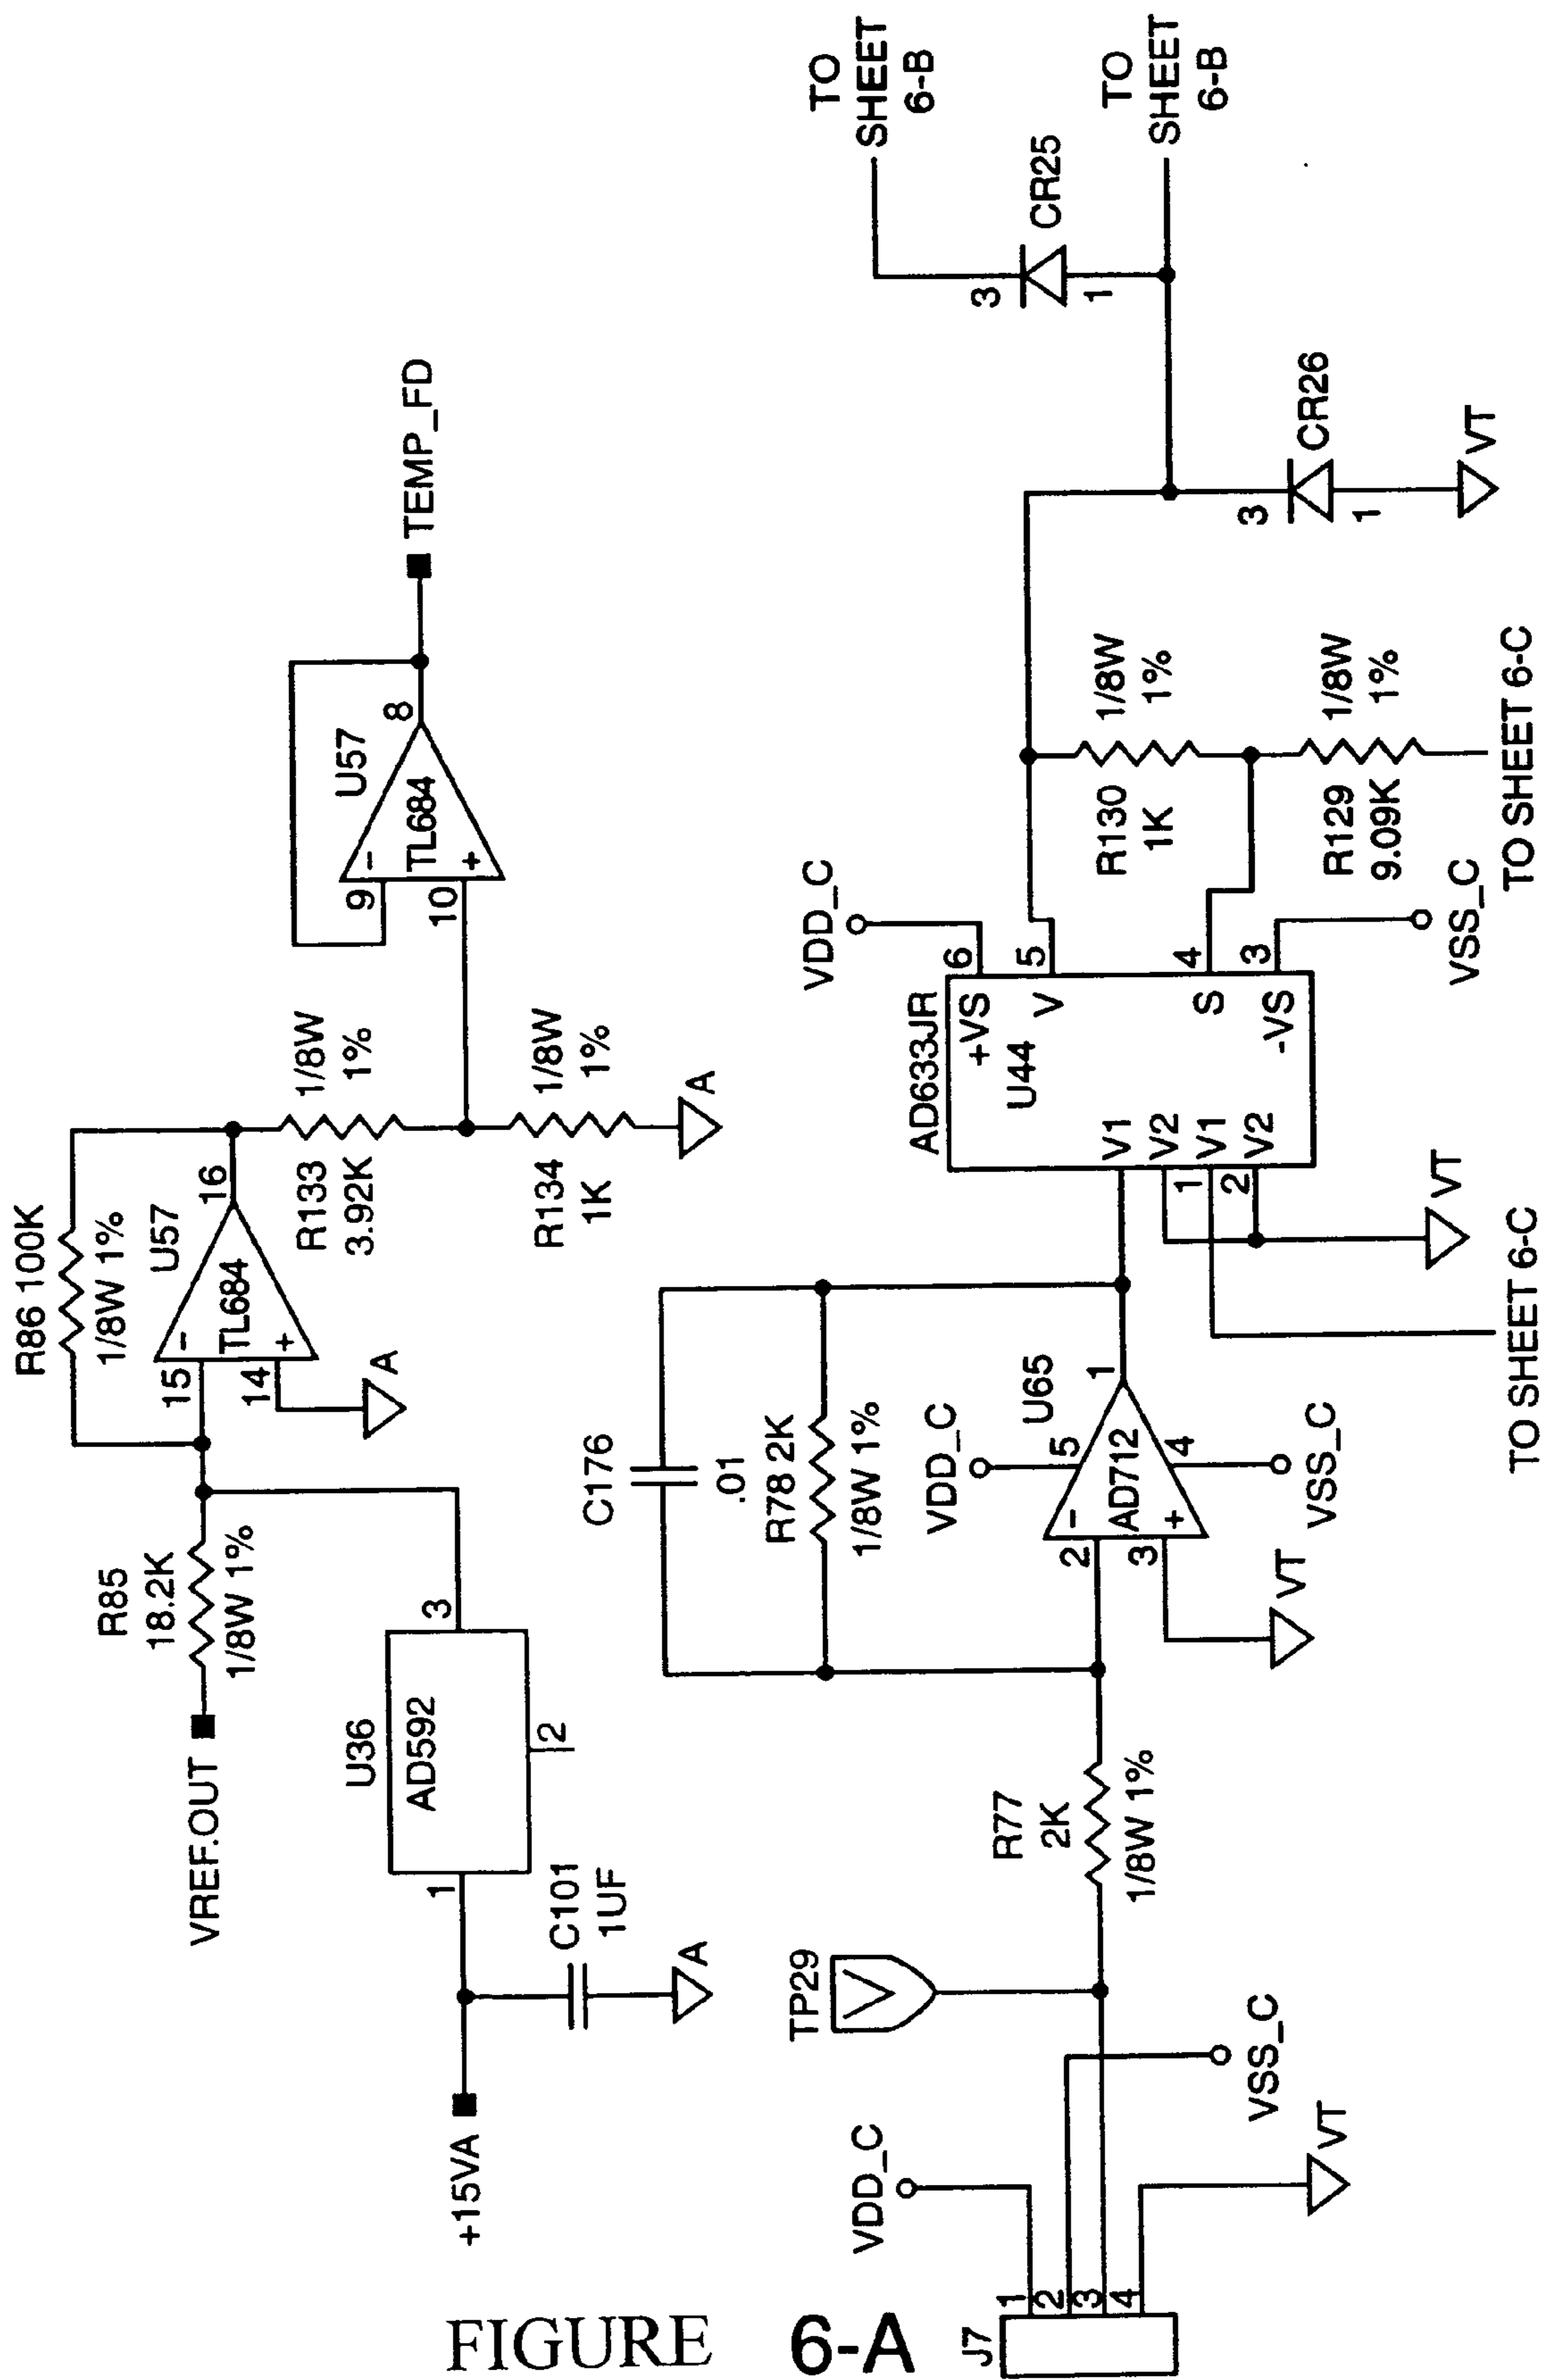 R86 100K
1/8W 1%
U57
15
-
TL684
+
14
16
A
R85
18.2K
1/8W 1%
VREF.OUT
R133
3.92K
1/8W
1%
R134
1K
1/8W
1%
A
U57
9
-
TL684
+
10
8
TEMP_FD
U36
AD592
1
2
3
+15VA
C101
1UF
A
J7
1
2
3
4
VDD_C
VSS_C
VT
TP29
V
R77
2K
1/8W 1%
C176
.01
R78 2K
1/8W 1%
VDD_C
U65
5
2
-
AD712
+
3
1
4
VSS_C
VT
AD633JR
U44
V1
V2
1
V1
2
V2
+VS
6
V
5
S
4
-VS
3
VDD_C
VSS_C
VT
TO SHEET 6-C
R130
1K
1/8W
1%
R129
9.09K
1/8W
1%
TO SHEET 6-C
3
CR26
1
VT
3
CR25
1
TO
SHEET
6-B
TO
SHEET
6-B
FIGURE 6-A